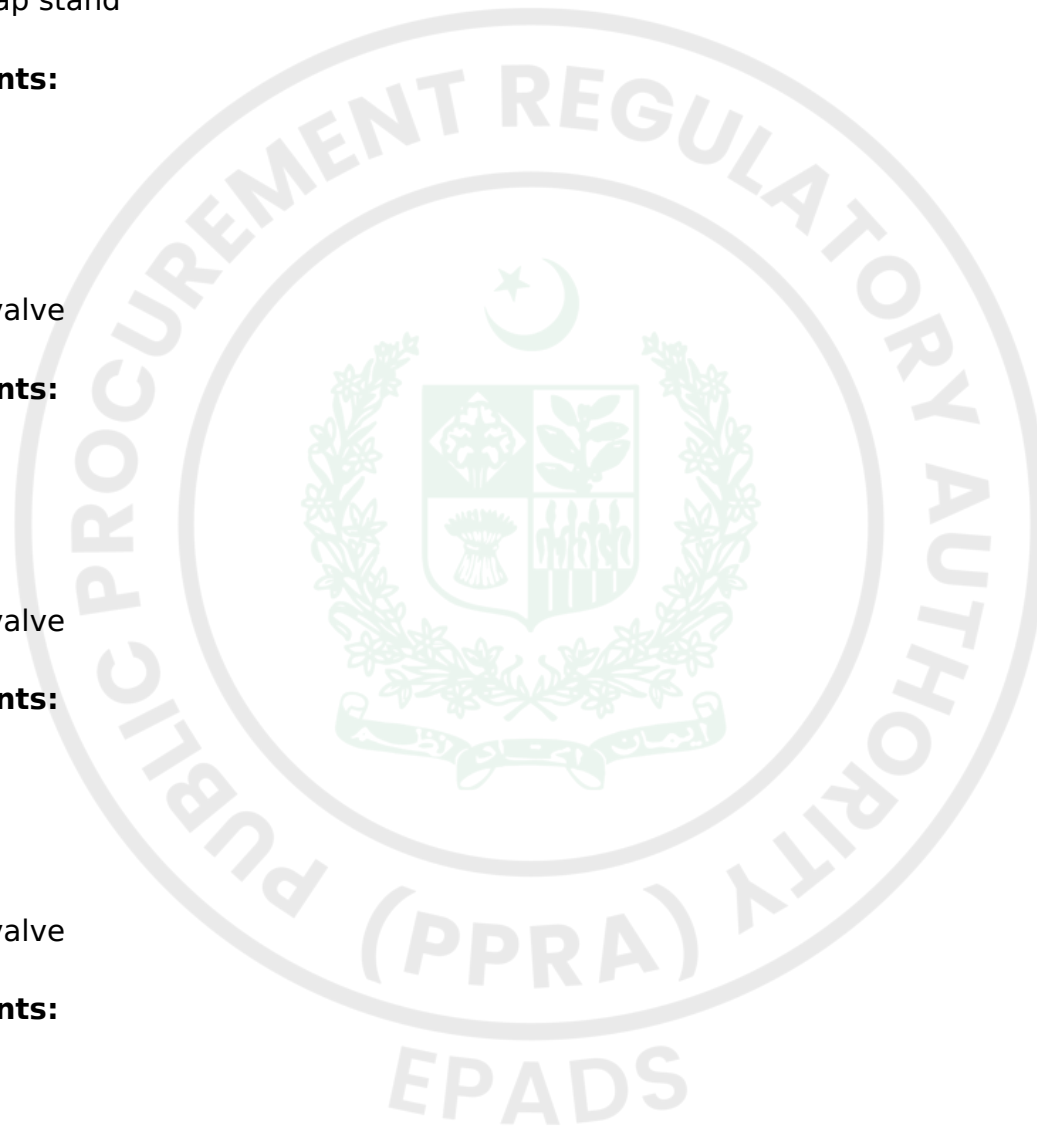 ap stand
nts:
valve
nts:
valve
nts:
valve
nts:
PUBLIC PROCUREMENT REGULATORY AUTHORITY
(PPRA)
EPADS